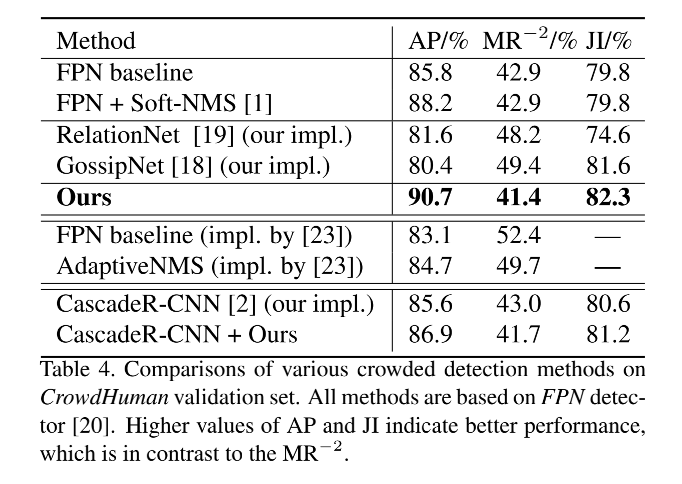 Method AP/% MR−2/% JI/%
FPN baseline 85.8 42.9 79.8
FPN + Soft-NMS [1] 88.2 42.9 79.8
RelationNet [19] (our impl.) 81.6 48.2 74.6
GossipNet [18] (our impl.) 80.4 49.4 81.6
Ours 90.7 41.4 82.3
FPN baseline (impl. by [23]) 83.1 52.4 —
AdaptiveNMS (impl. by [23]) 84.7 49.7 —
CascadeR-CNN [2] (our impl.) 85.6 43.0 80.6
CascadeR-CNN + Ours 86.9 41.7 81.2
Table 4. Comparisons of various crowded detection methods on
CrowdHuman validation set. All methods are based on FPN detec-
tor [20]. Higher values of AP and JI indicate better performance,
which is in contrast to the MR−2.